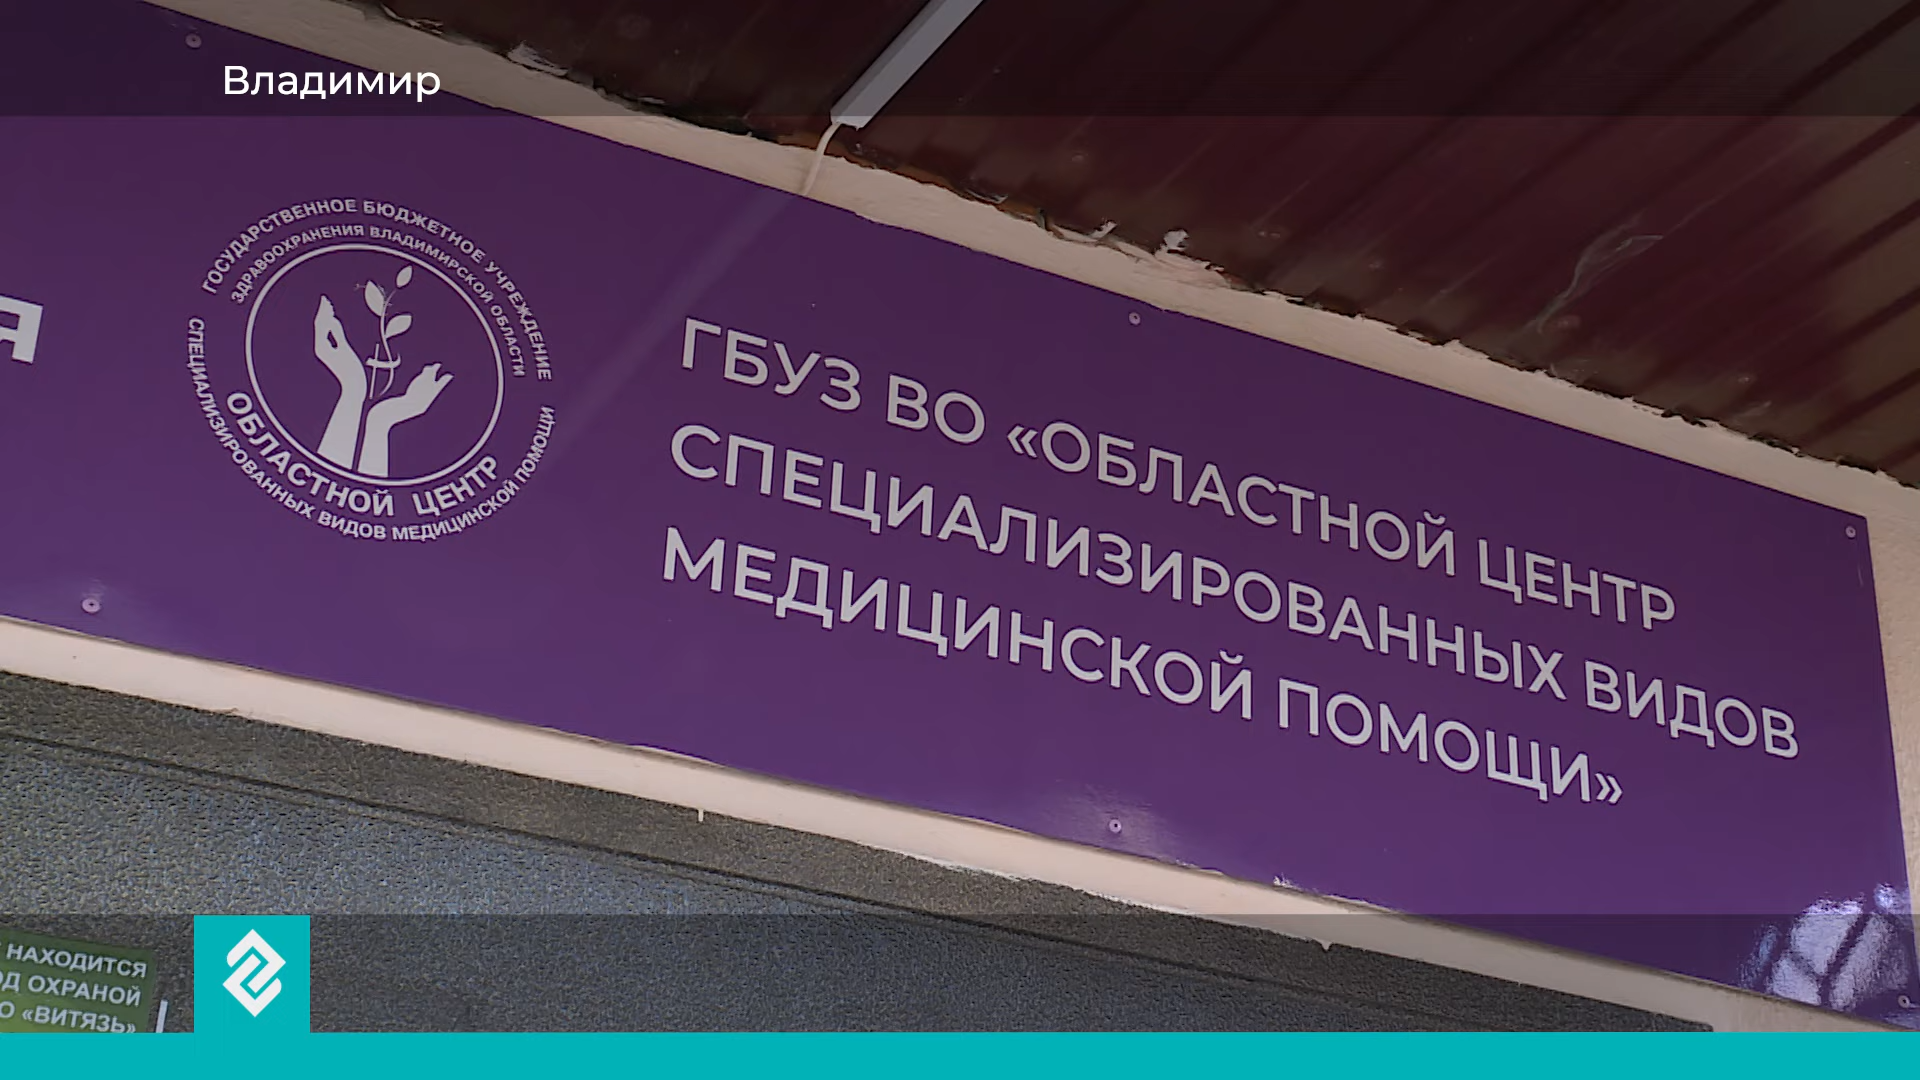 Владимир
Я
ГОСУДАРСТВЕННОЕ БЮДЖЕТНОЕ УЧРЕЖДЕНИЕ
ЗДРАВООХРАНЕНИЯ ВЛАДИМИРСКОЙ ОБЛАСТИ
ОБЛАСТНОЙ ЦЕНТР
СПЕЦИАЛИЗИРОВАННЫХ ВИДОВ МЕДИЦИНСКОЙ ПОМОЩИ
ГБУЗ ВО «ОБЛАСТНОЙ ЦЕНТР
СПЕЦИАЛИЗИРОВАННЫХ ВИДОВ
МЕДИЦИНСКОЙ ПОМОЩИ»
НАХОДИТСЯ
ОД ОХРАНОЙ
О «ВИТЯЗЬ»